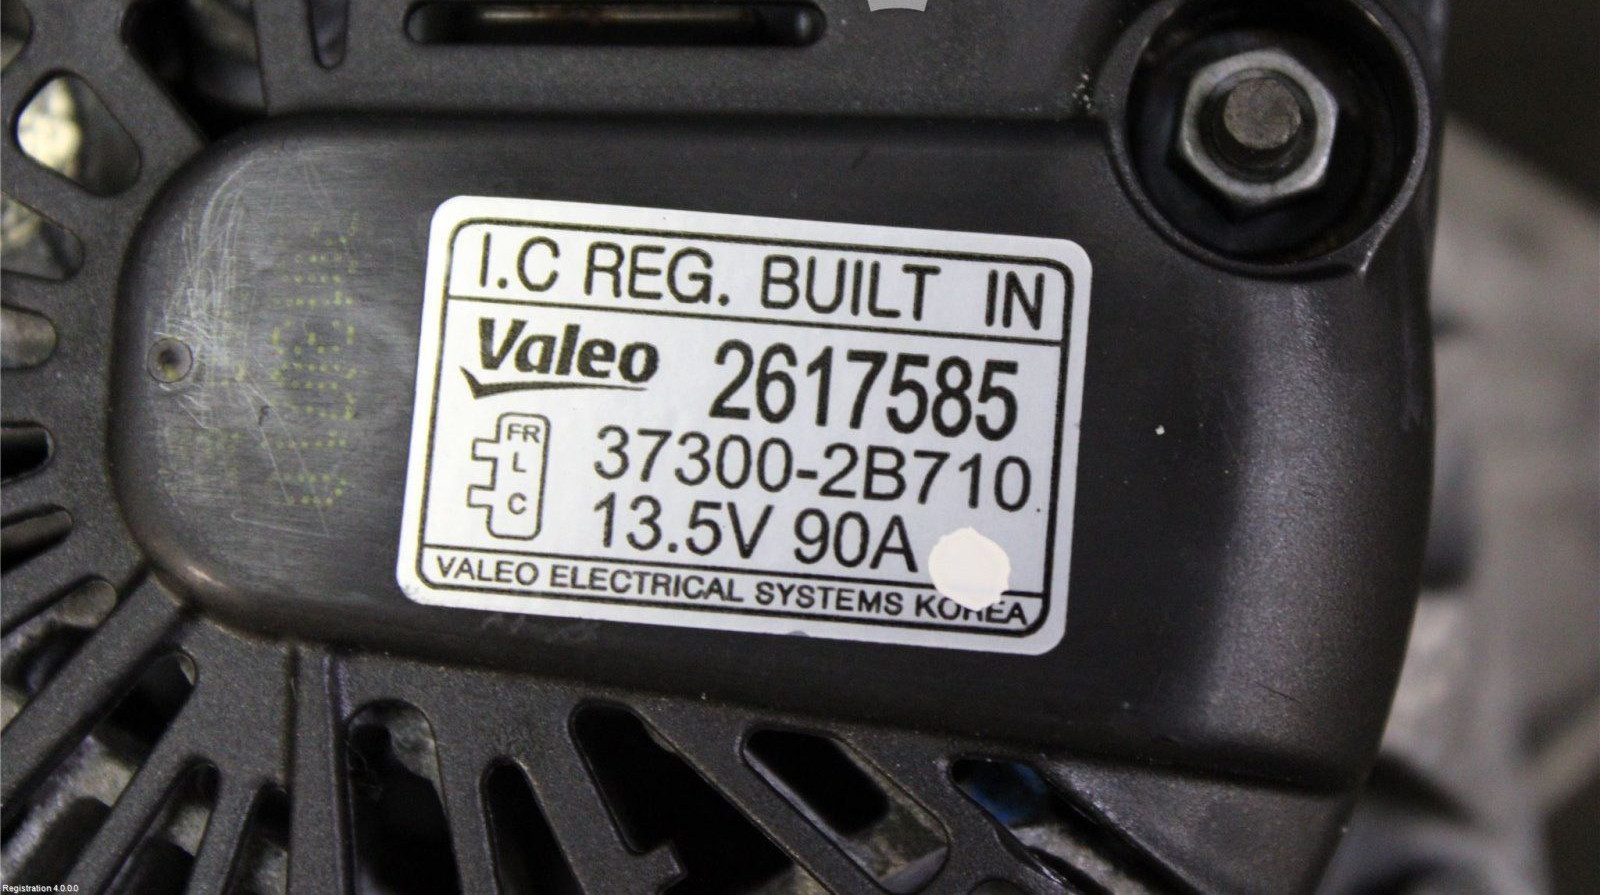 I.C REG. BUILT IN
Valeo 2617585
FR
L
C
37300-2B710
13.5V 90A
VALEO ELECTRICAL SYSTEMS KOREA
Registration 4.0.0.0